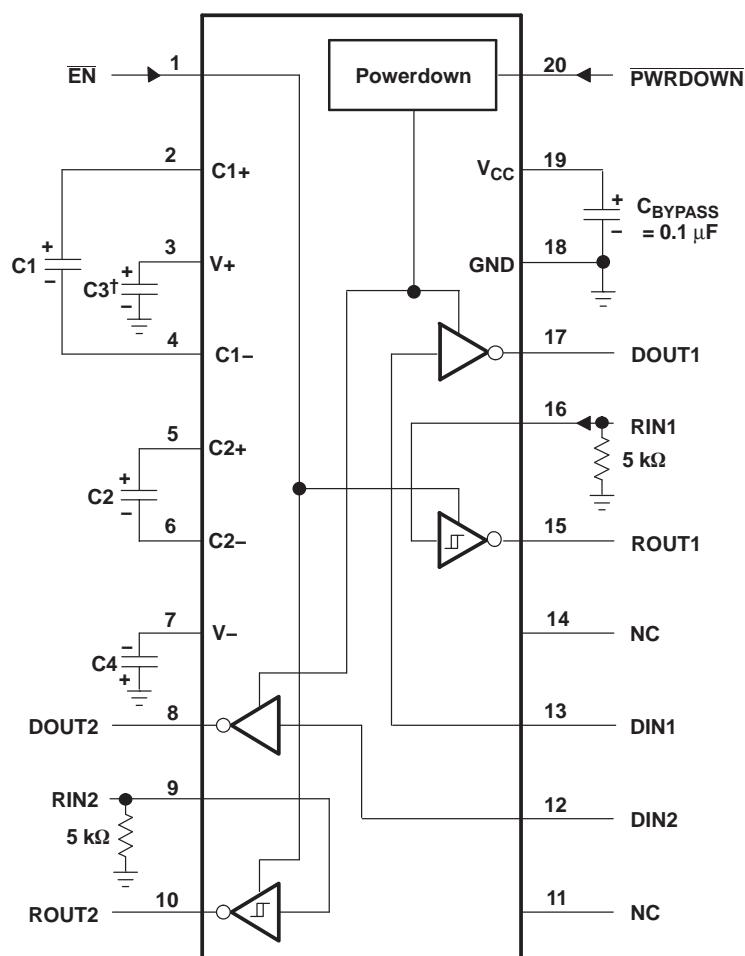 EN
1
Powerdown
20
PWRDOWN
2
C1+
VCC
19
+
CBYPASS
–
= 0.1 μF
3
V+
18
GND
C1
+
–
C3†
+
–
4
C1–
17
DOUT1
16
RIN1
5 kΩ
5
C2+
C2
+
–
6
C2–
15
ROUT1
7
V–
14
NC
C4
–
+
DOUT2
8
13
DIN1
RIN2
9
12
DIN2
5 kΩ
ROUT2
10
11
NC